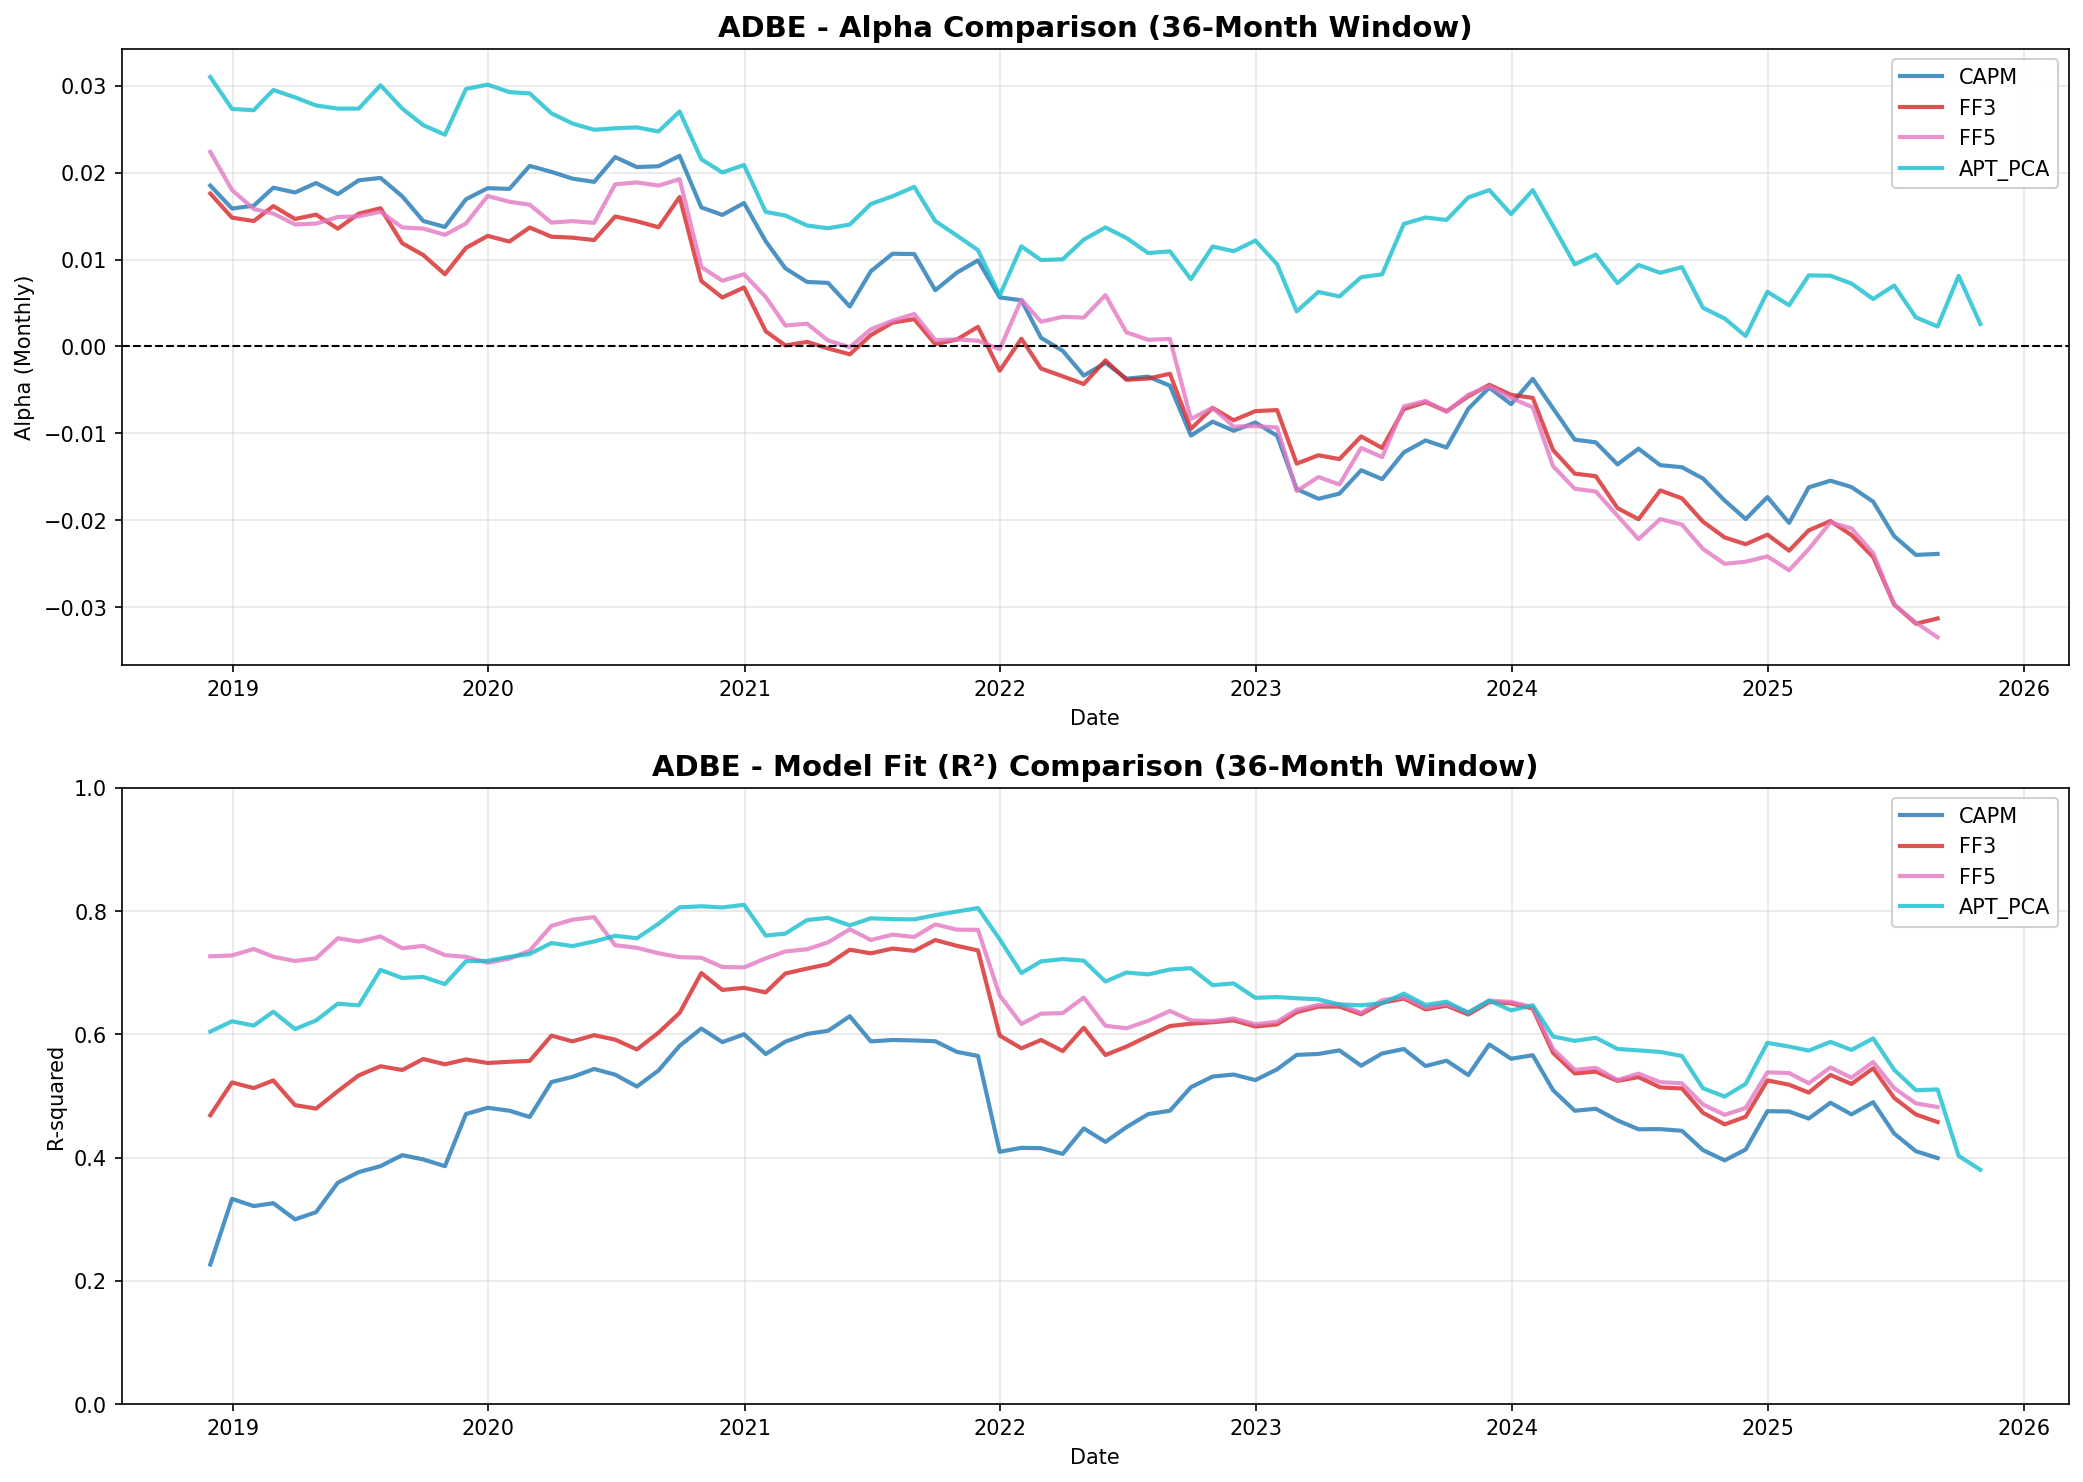 ADBE - Alpha Comparison (36-Month Window)
Alpha (Monthly)
0.03
0.02
0.01
0.00
−0.01
−0.02
−0.03
CAPM
FF3
FF5
APT_PCA
2019 2020 2021 2022 2023 2024 2025 2026
Date
ADBE - Model Fit (R²) Comparison (36-Month Window)
R-squared
1.0
0.8
0.6
0.4
0.2
0.0
CAPM
FF3
FF5
APT_PCA
2019 2020 2021 2022 2023 2024 2025 2026
Date